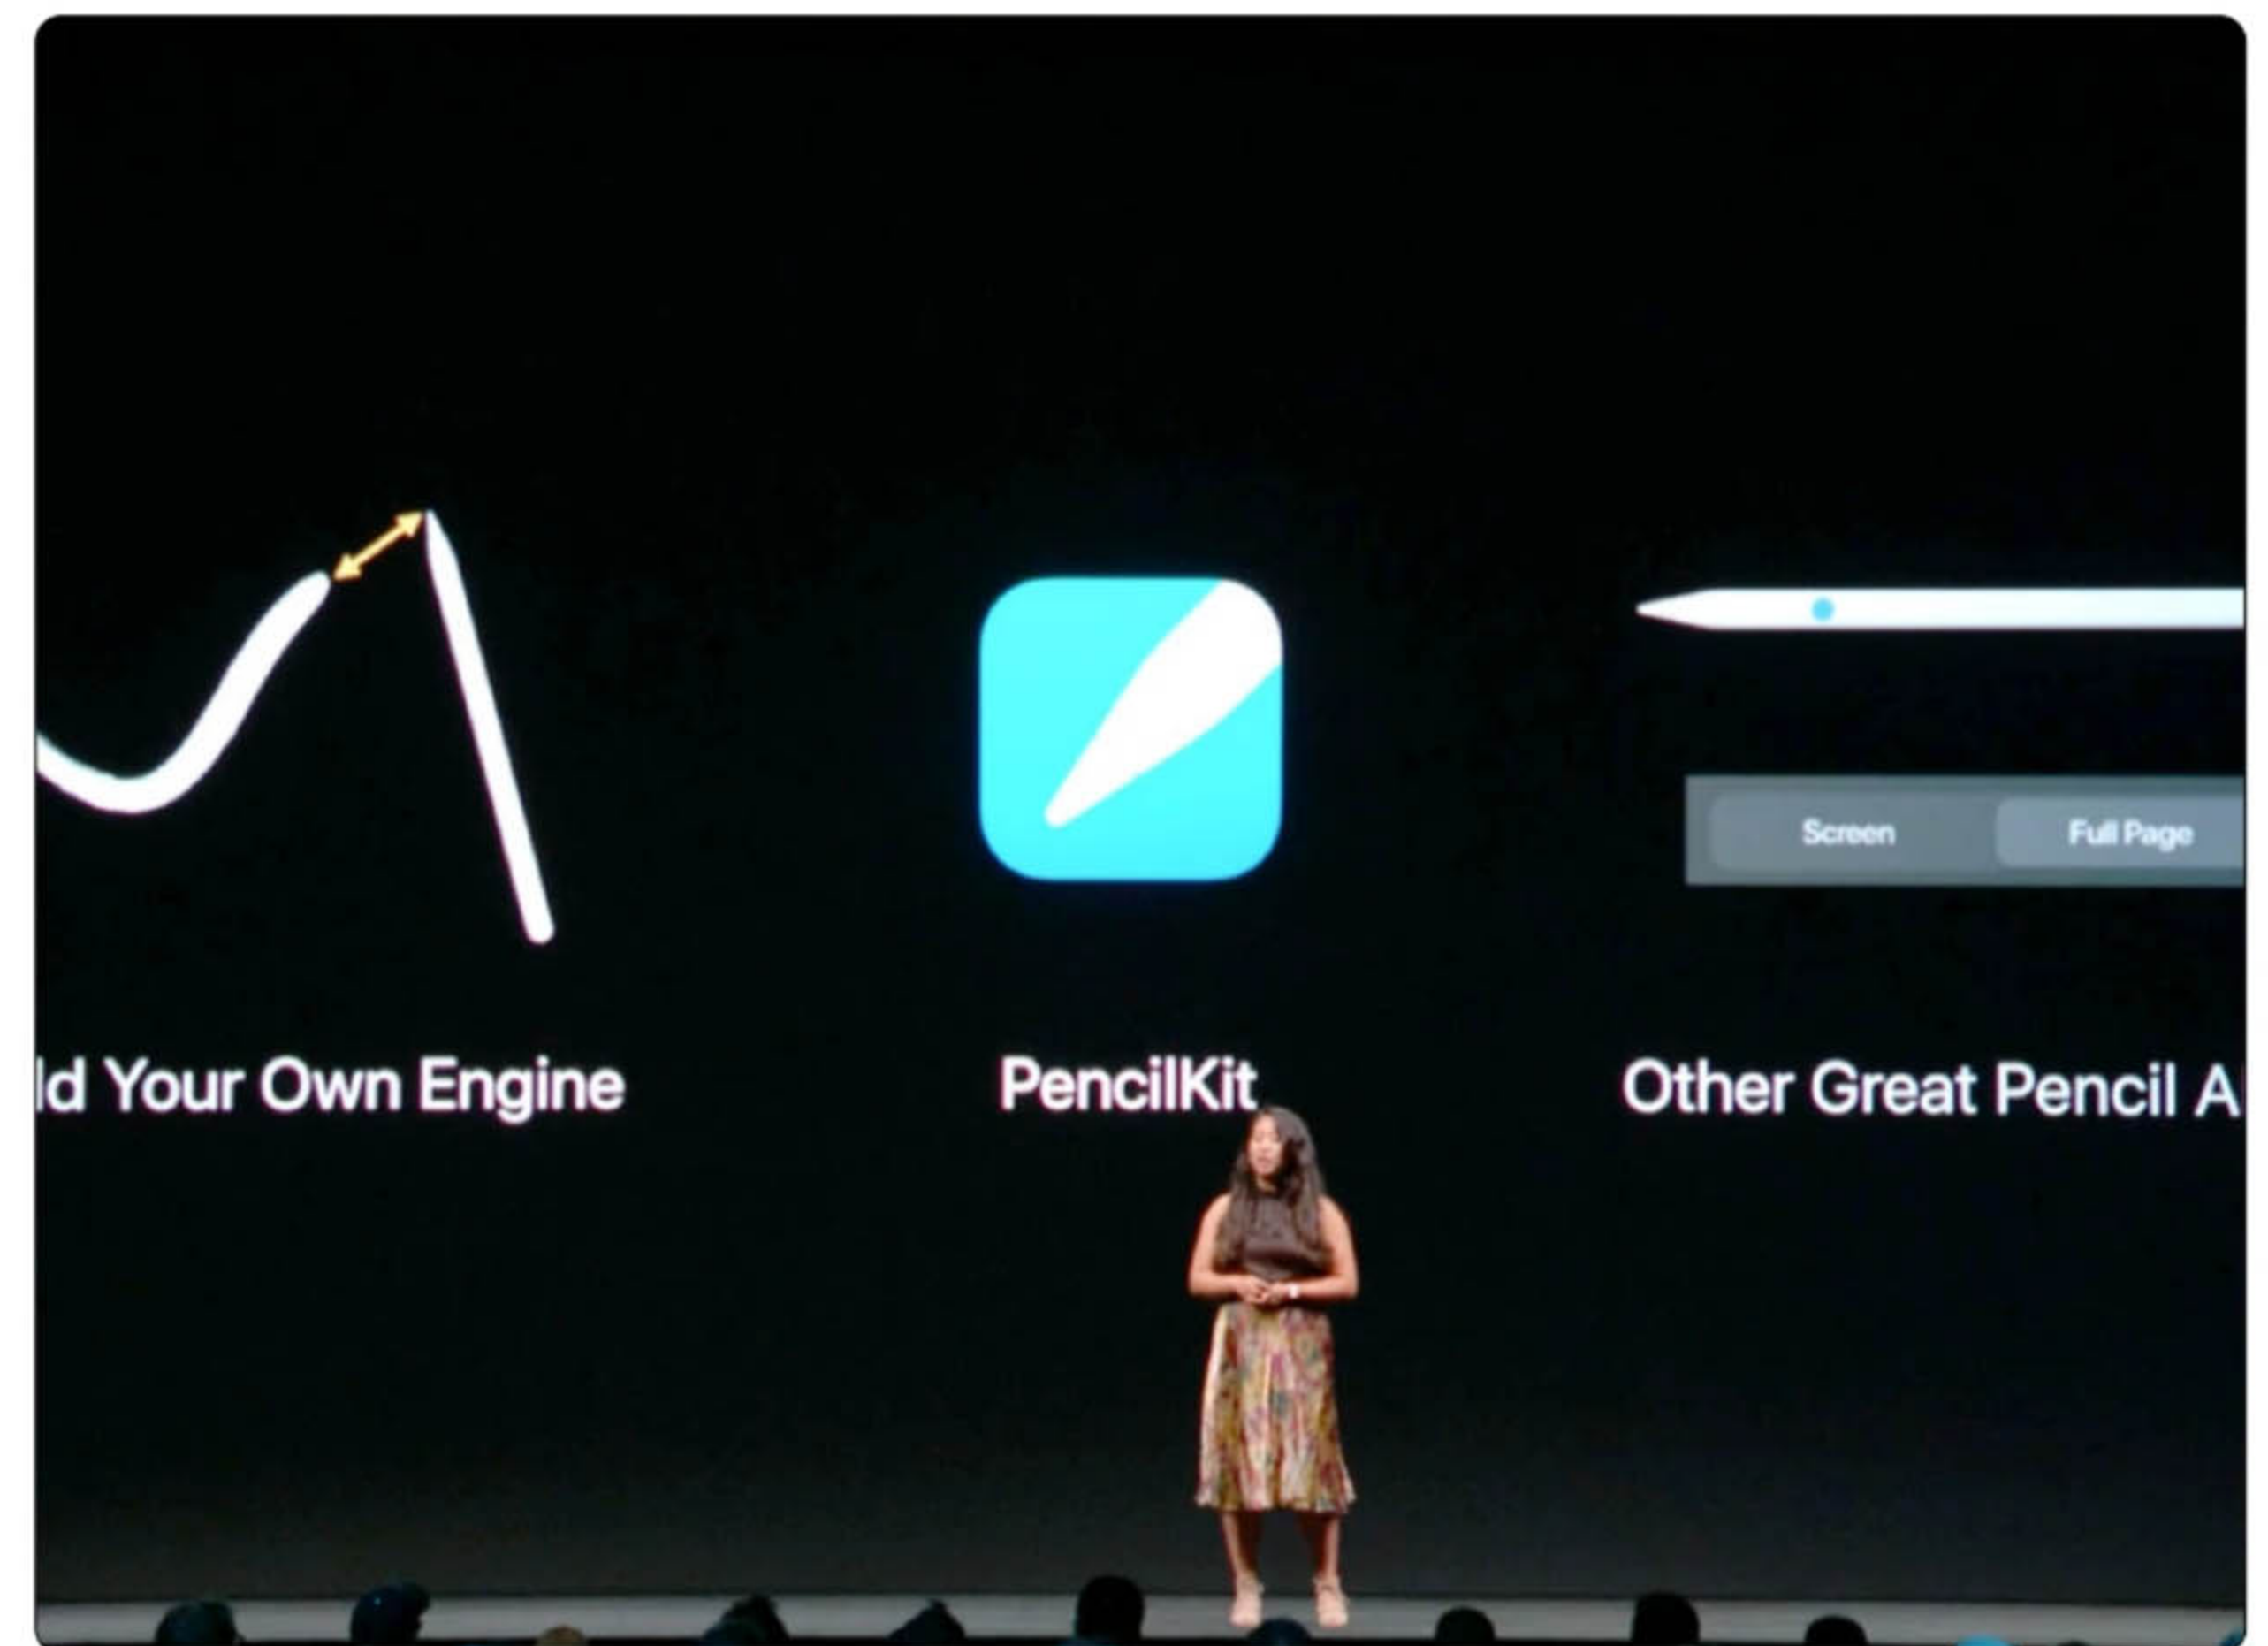 Screen
Full Page
ld Your Own Engine
PencilKit
Other Great Pencil A